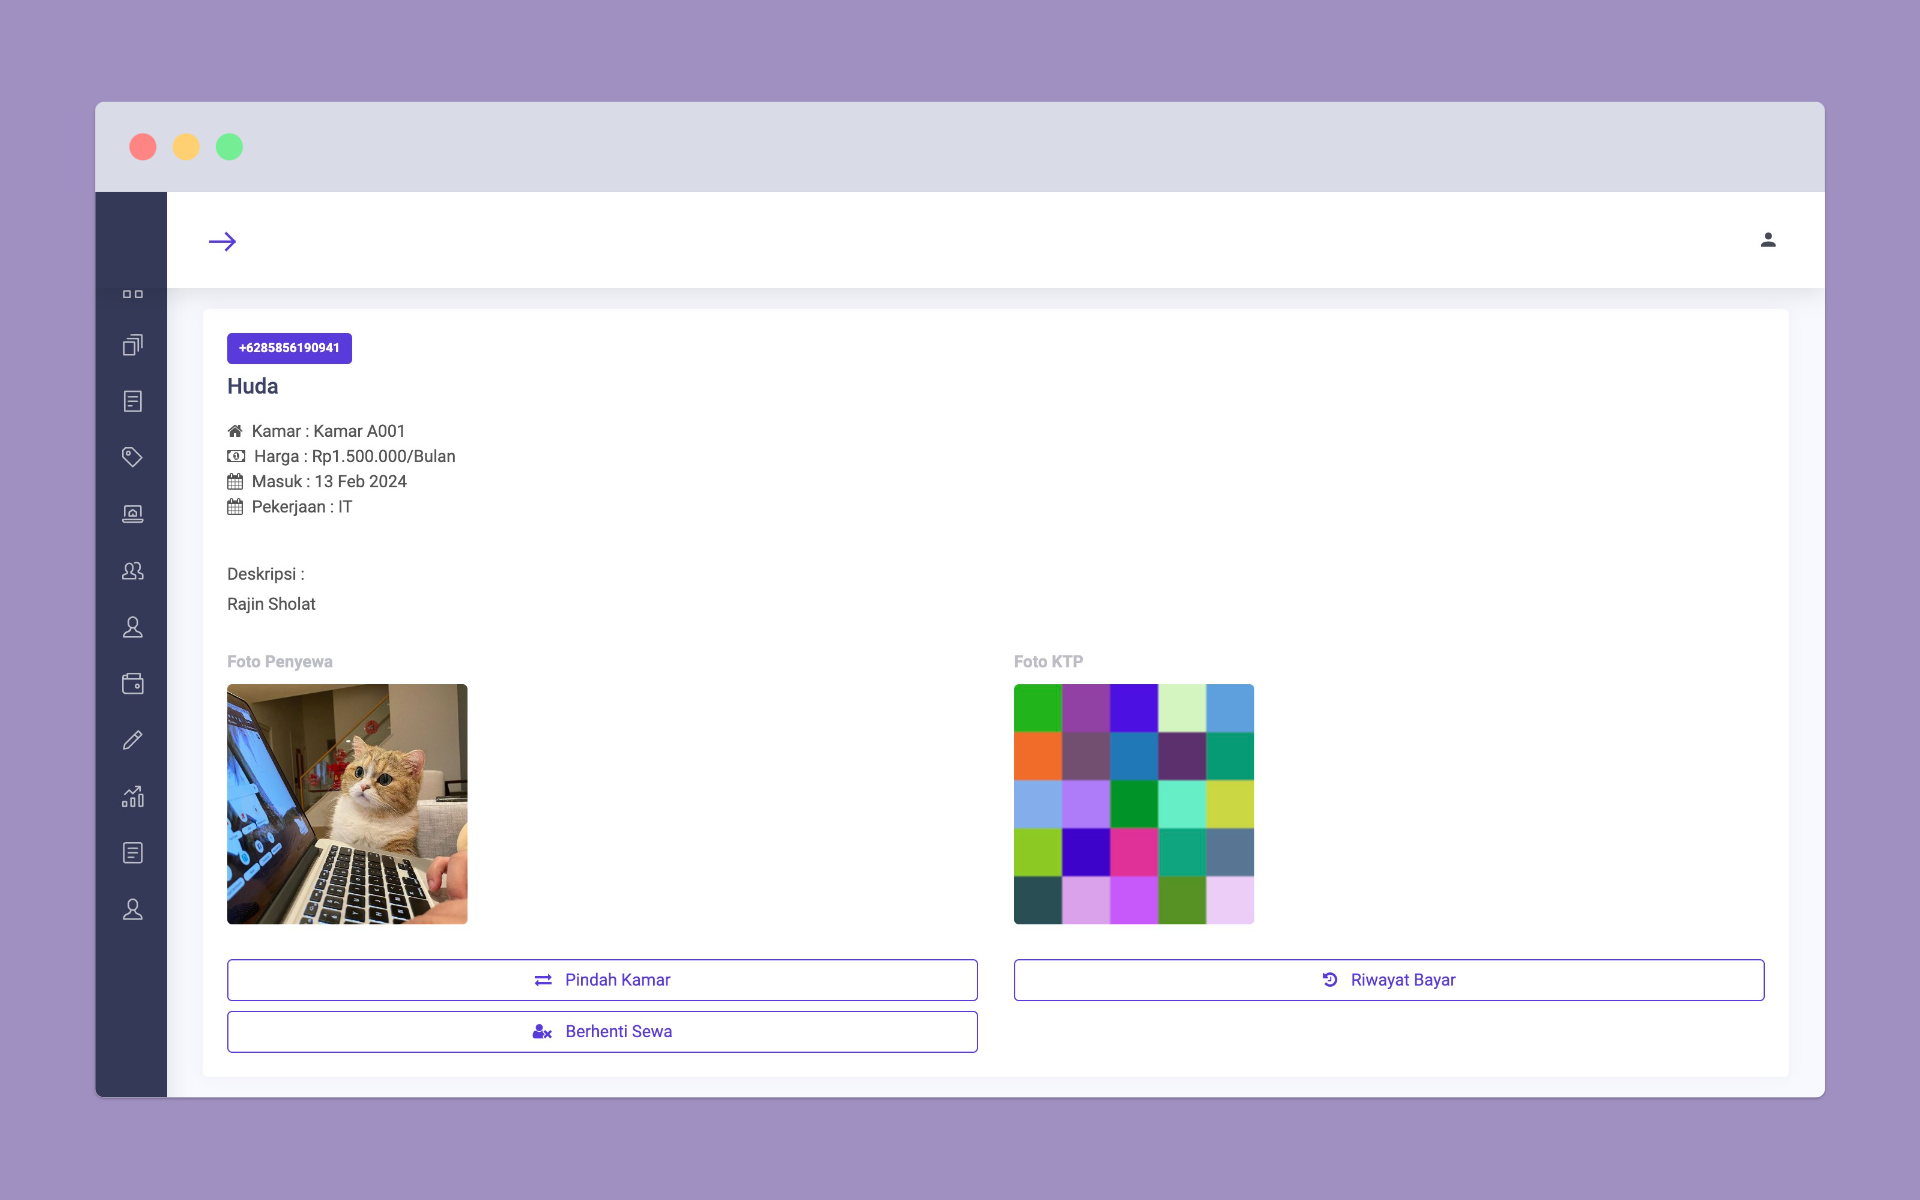 +6285856190941
Huda
Kamar : Kamar A001
Harga : Rp1.500.000/Bulan
Masuk : 13 Feb 2024
Pekerjaan : IT
Deskripsi :
Rajin Sholat
Foto Penyewa
Foto KTP
Pindah Kamar
Riwayat Bayar
Berhenti Sewa